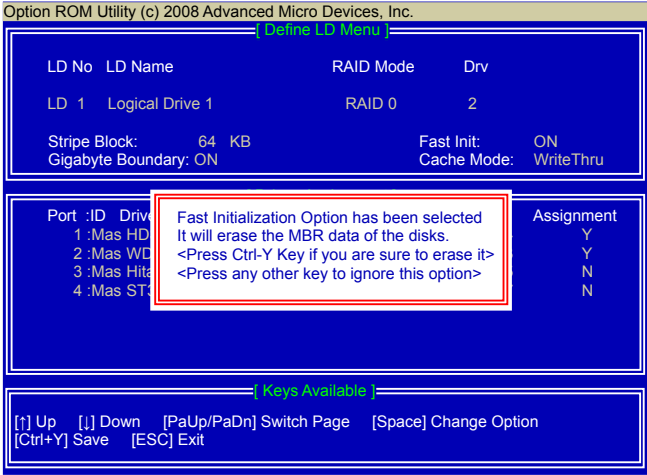 Option ROM Utility (c) 2008 Advanced Micro Devices, Inc.
[ Define LD Menu ]
LD No LD Name RAID Mode Drv
LD 1 Logical Drive 1 RAID 0 2
Stripe Block: 64 KB Fast Init: ON
Gigabyte Boundary: ON Cache Mode: WriteThru
Port :ID Assignment
1 :Mas Y
2 :Mas Y
3 :Mas N
4 :Mas N
Fast Initialization Option has been selected
It will erase the MBR data of the disks.
<Press Ctrl-Y Key if you are sure to erase it>
<Press any other key to ignore this option>
[ Keys Available ]
[↑] Up [↓] Down [PaUp/PaDn] Switch Page [Space] Change Option
[Ctrl+Y] Save [ESC] Exit